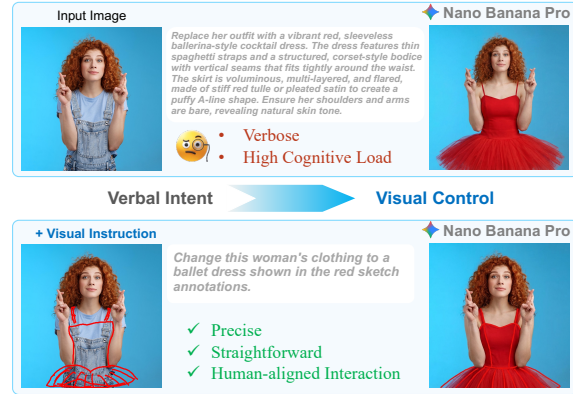 Input Image
Nano Banana Pro
Replace her outfit with a vibrant red, sleeveless
ballerina-style cocktail dress. The dress features thin
spaghetti straps and a structured, corset-style bodice
with vertical seams that fits tightly around the waist.
The skirt is voluminous, multi-layered, and flared,
made of stiff red tulle or pleated satin to create a
puffy A-line shape. Ensure her shoulders and arms
are bare, revealing natural skin tone.
• Verbose
• High Cognitive Load
Verbal Intent
Visual Control
+ Visual Instruction
Nano Banana Pro
Change this woman's clothing to a
ballet dress shown in the red sketch
annotations.
✓ Precise
✓ Straightforward
✓ Human-aligned Interaction